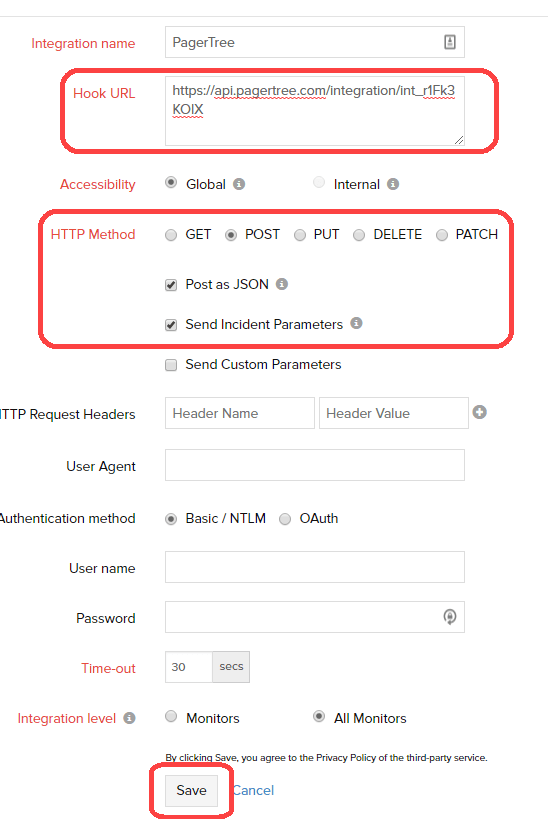 Integration name PagerTree
Hook URL https://api.pagertree.com/integration/int_r1Fk3
KOIX
Accessibility Global Internal
HTTP Method GET POST PUT DELETE PATCH
Post as JSON
Send Incident Parameters
Send Custom Parameters
TTP Request Headers Header Name Header Value
User Agent
Authentication method Basic / NTLM OAuth
User name
Password
Time-out 30 secs
Integration level Monitors All Monitors
By clicking Save, you agree to the Privacy Policy of the third-party service.
Save Cancel